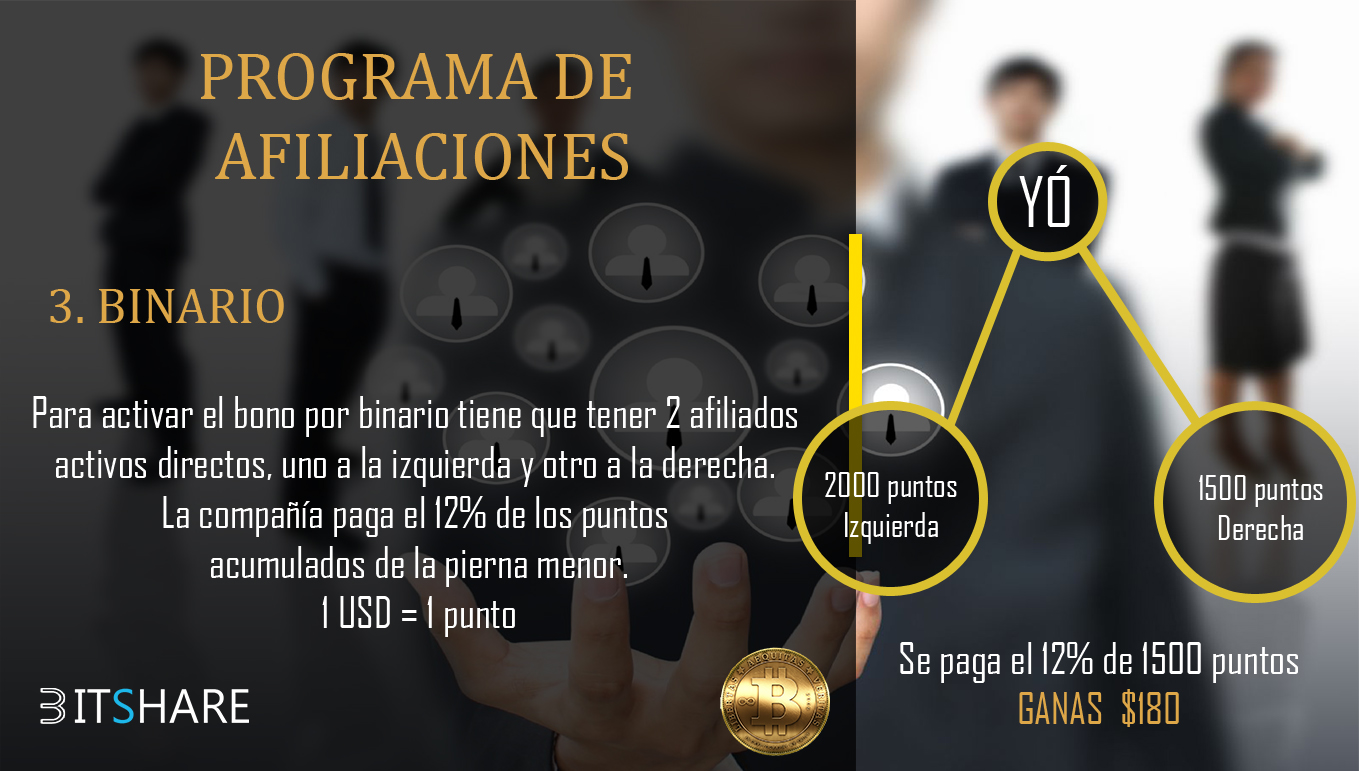 PROGRAMA DE
AFILIACIONES
3. BINARIO
Para activar el bono por binario tiene que tener 2 afiliados
activos directos, uno a la izquierda y otro a la derecha.
La compañía paga el 12% de los puntos
acumulados de la pierna menor.
1 USD = 1 punto
BITSHARE
LIBERTAS AEQUITAS VERITAS
YÓ
2000 puntos
Izquierda
1500 puntos
Derecha
Se paga el 12% de 1500 puntos
GANAS $180